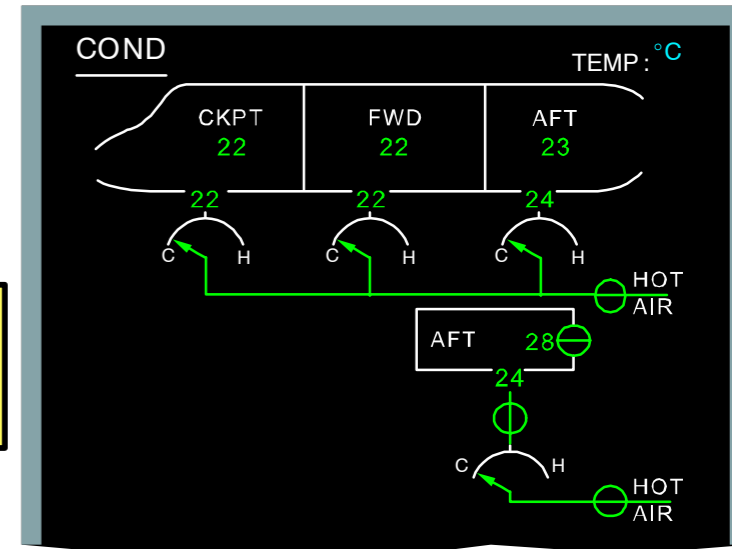 COND
TEMP: °C
CKPT FWD AFT
22 22 23
22 22 24
C H C H C H
HOT
AIR
AFT 28
24
C H
HOT
AIR